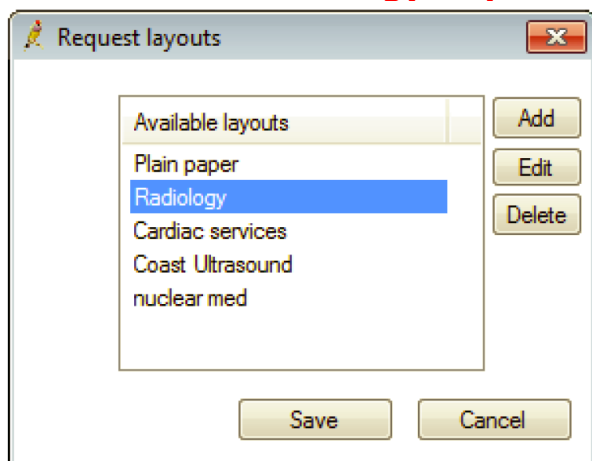 Request layouts
Available layouts
Add
Plain paper
Edit
Radiology
Delete
Cardiac services
Coast Ultrasound
nuclear med
Save
Cancel